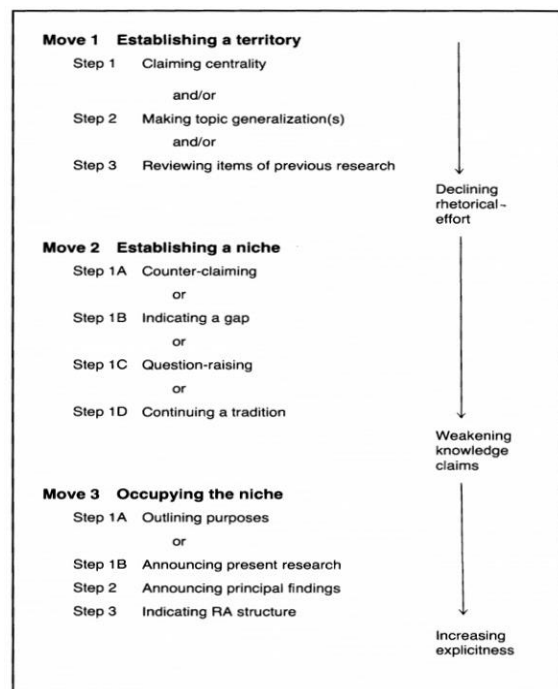 Move 1 Establishing a territory
Step 1 Claiming centrality
and/or
Step 2 Making topic generalization(s)
and/or
Step 3 Reviewing items of previous research
Declining
rhetorical-
effort
Move 2 Establishing a niche
Step 1A Counter-claiming
or
Step 1B Indicating a gap
or
Step 1C Question-raising
or
Step 1D Continuing a tradition
Weakening
knowledge
claims
Move 3 Occupying the niche
Step 1A Outlining purposes
or
Step 1B Announcing present research
Step 2 Announcing principal findings
Step 3 Indicating RA structure
Increasing
explicitness